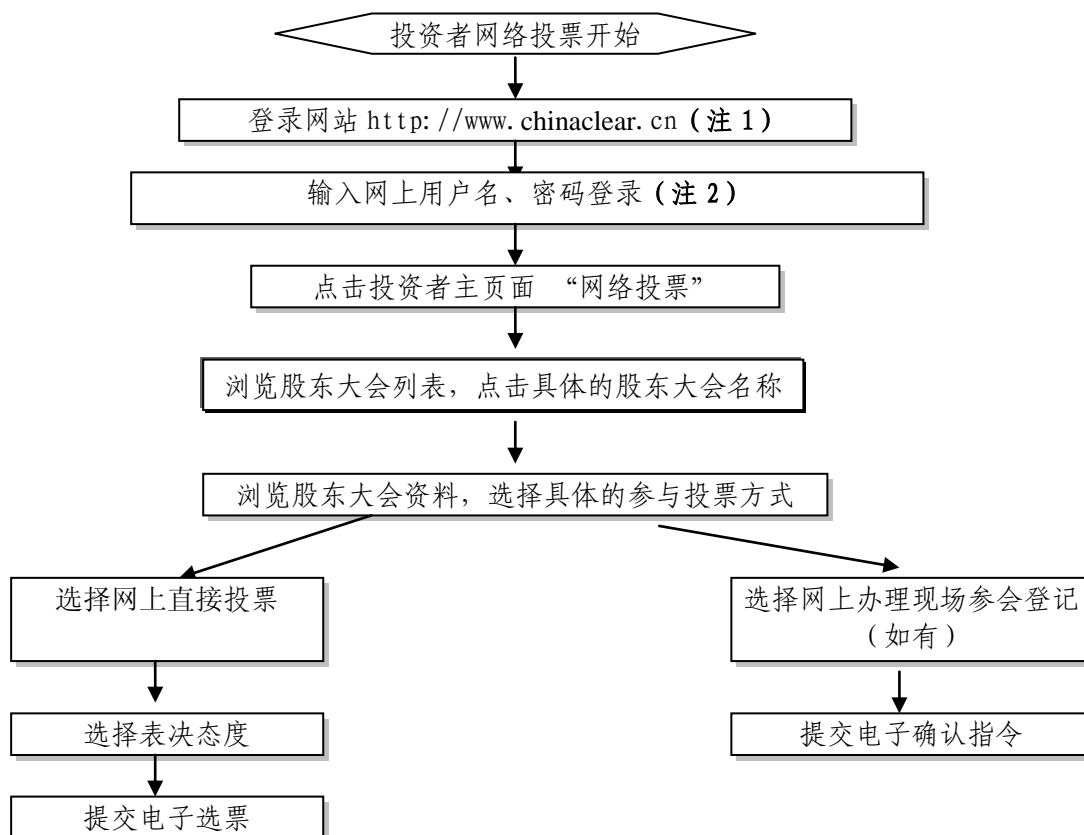 投资者网络投票开始
登录网站 http://www.chinaclear.cn（注 1）
输入网上用户名、密码登录（注 2）
点击投资者主页面 “网络投票”
浏览股东大会列表，点击具体的股东大会名称
浏览股东大会资料，选择具体的参与投票方式
选择网上直接投票
选择网上办理现场参会登记
（如有）
选择表决态度
提交电子确认指令
提交电子选票